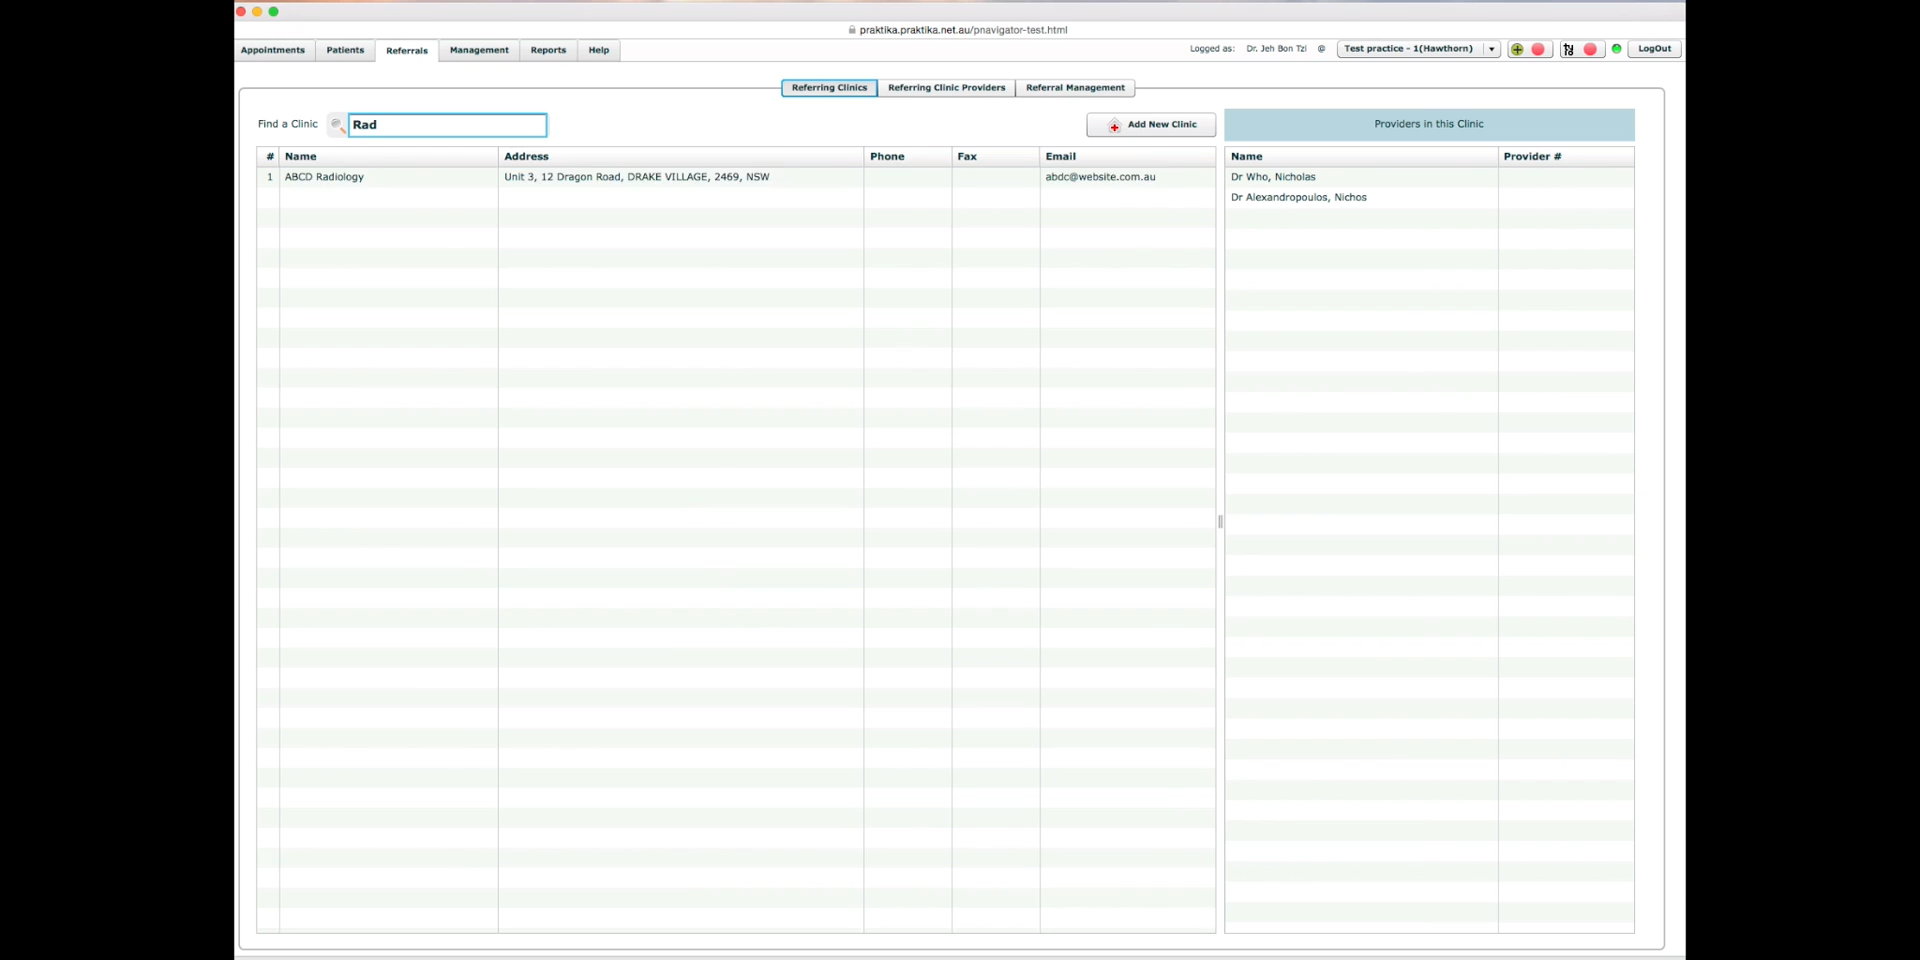 praktika.praktika.net.au/pnavigator-test.html
Appointments Patients Referrals Management Reports Help Logged as: Dr. Jeh Bon Tzi @ Test practice - 1(Hawthorn) LogOut
Referring Clinics Referring Clinic Providers Referral Management
Find a Clinic Rad Add New Clinic Providers in this Clinic
# Name Address Phone Fax Email Name Provider #
1 ABCD Radiology Unit 3, 12 Dragon Road, DRAKE VILLAGE, 2469, NSW abdc@website.com.au Dr Who, Nicholas
Dr Alexandropoulos, Nichos